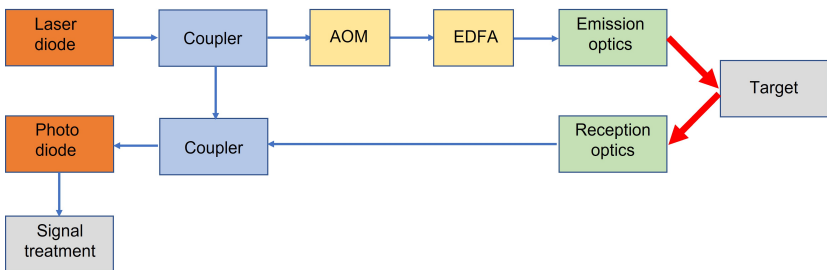 Laser
diode
Coupler
AOM
EDFA
Emission
optics
Target
Photo
diode
Coupler
Reception
optics
Signal
treatment